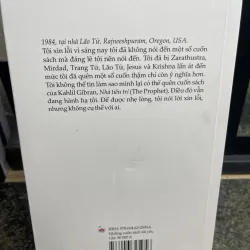 1984, tại nhà Lão Tử, Rajneeshpuram, Oregon, USA.
Tôi xin lỗi vì sáng nay tôi đã không nói đến một số cuốn
sách mà đáng lẽ tôi nên nói đến. Tôi đã bị Zarathustra,
Mirdad, Trang Tử, Lão Tử, Jesus và Krishna lấn át đến
mức tôi đã quên một số cuốn thậm chí còn ý nghĩa hơn.
Tôi không thể tin làm sao mình lại có thể quên cuốn sách
của Kahlil Gibran, Nhà tiên tri (The Prophet). Điều đó vẫn
đang hành hạ tôi. Để được nhẹ lòng, tôi nói lời xin lỗi,
nhưng không cụ thể với ai.